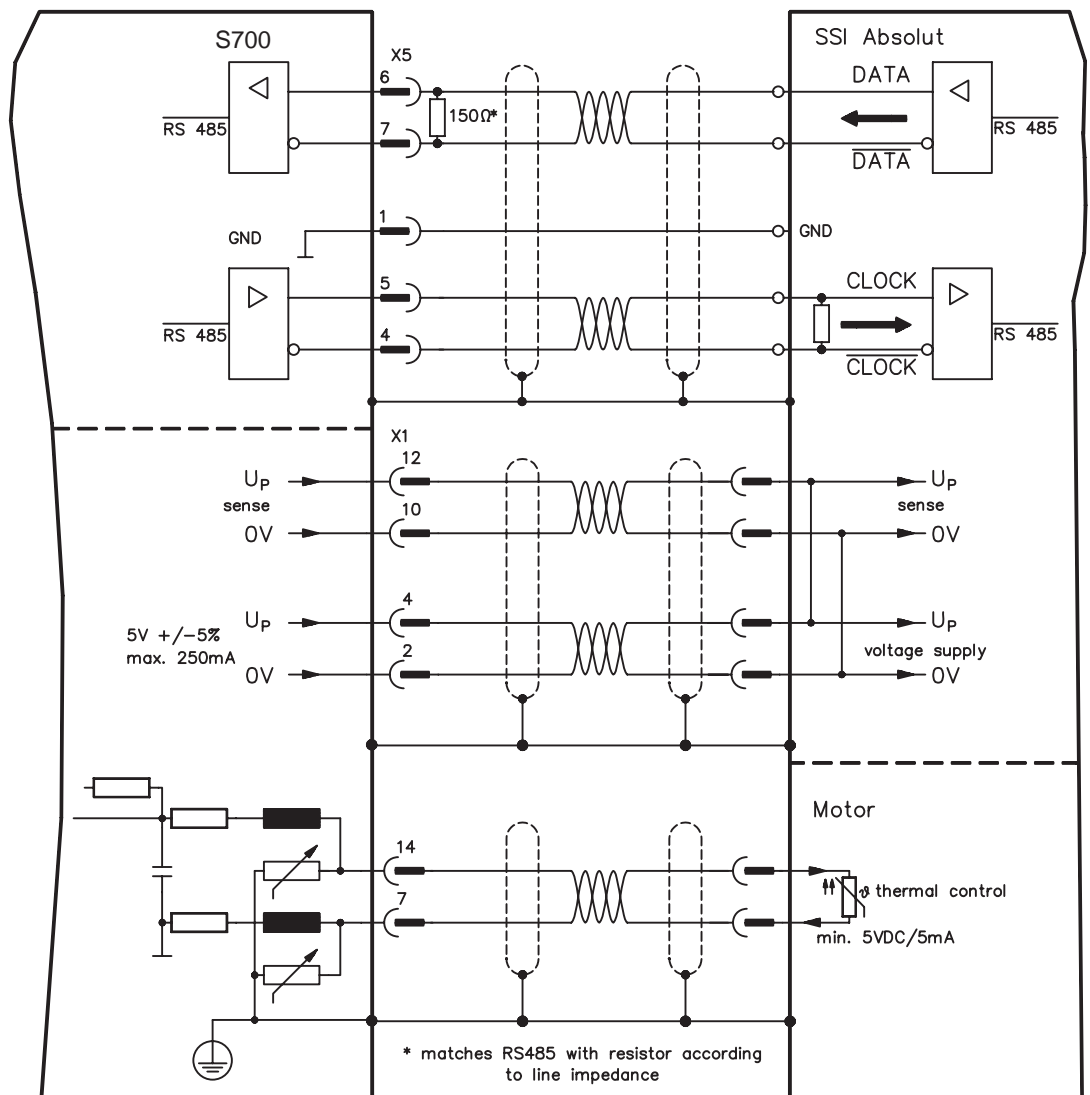 S700
SSI Absolut
X5
6
DATA
150Ω*
RS 485
RS 485
7
DATA
1
GND
GND
5
CLOCK
RS 485
RS 485
4
CLOCK
X1
12
UP
UP
sense
sense
10
0V
0V
4
UP
UP
5V +/-5%
max. 250mA
voltage supply
2
0V
0V
Motor
14
ϑ thermal control
7
min. 5VDC/5mA
* matches RS485 with resistor according
to line impedance